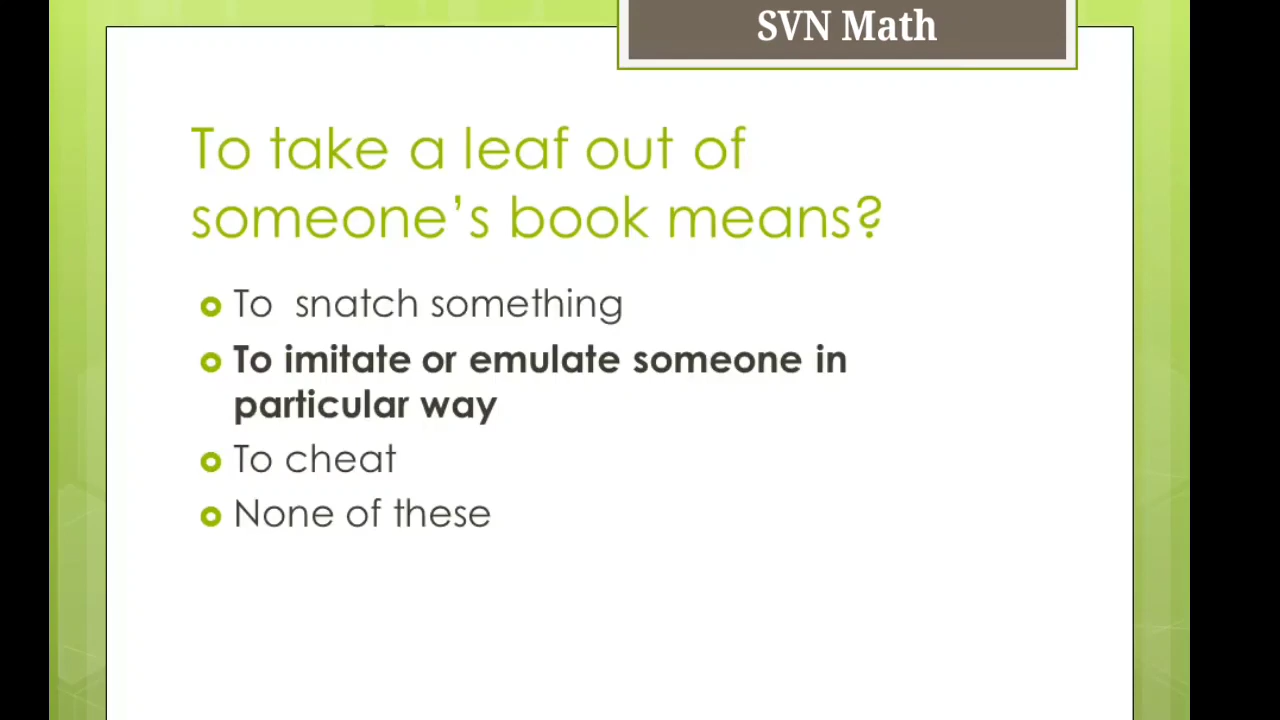 SVN Math
To take a leaf out of
someone’s book means?
To  snatch something
To imitate or emulate someone in
particular way
To cheat
None of these